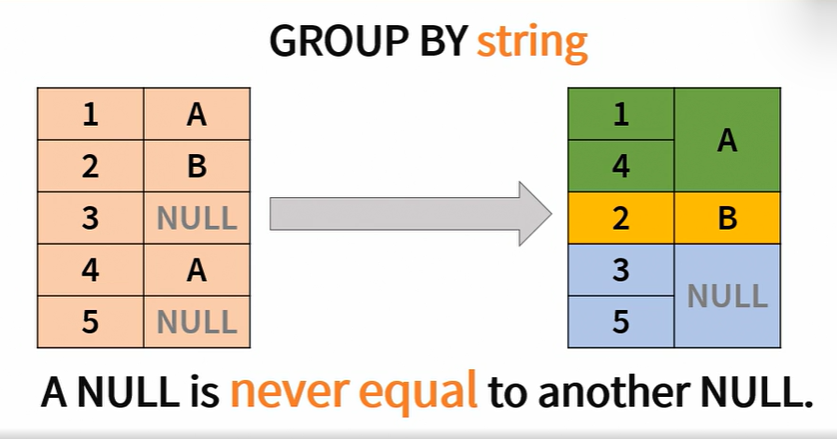 GROUP BY string
1 A
2 B
3 NULL
4 A
5 NULL
1
A
4
2 B
3
NULL
5
A NULL is never equal to another NULL.